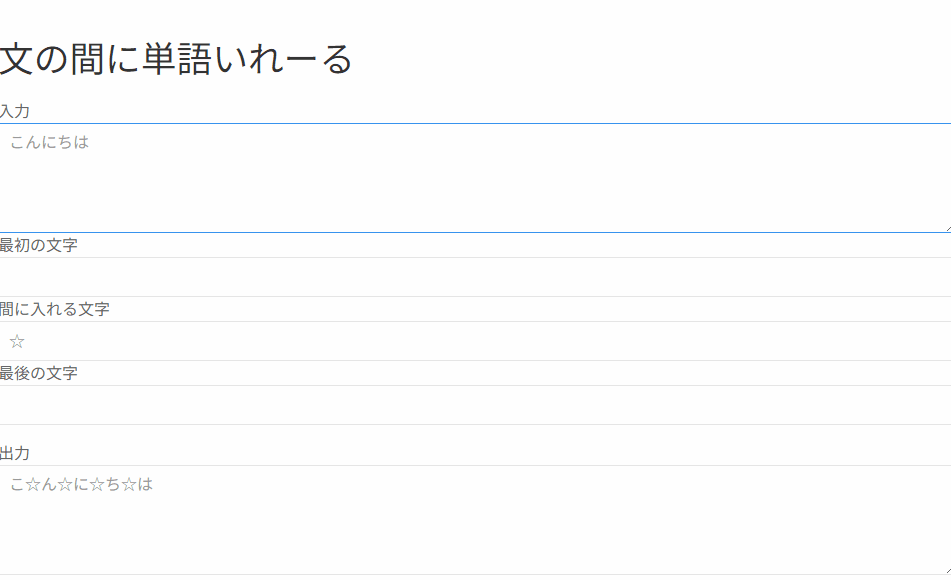 文の間に単語いれーる
入力
こんにちは
最初の文字
間に入れる文字
☆
最後の文字
出力
こ☆ん☆に☆ち☆は